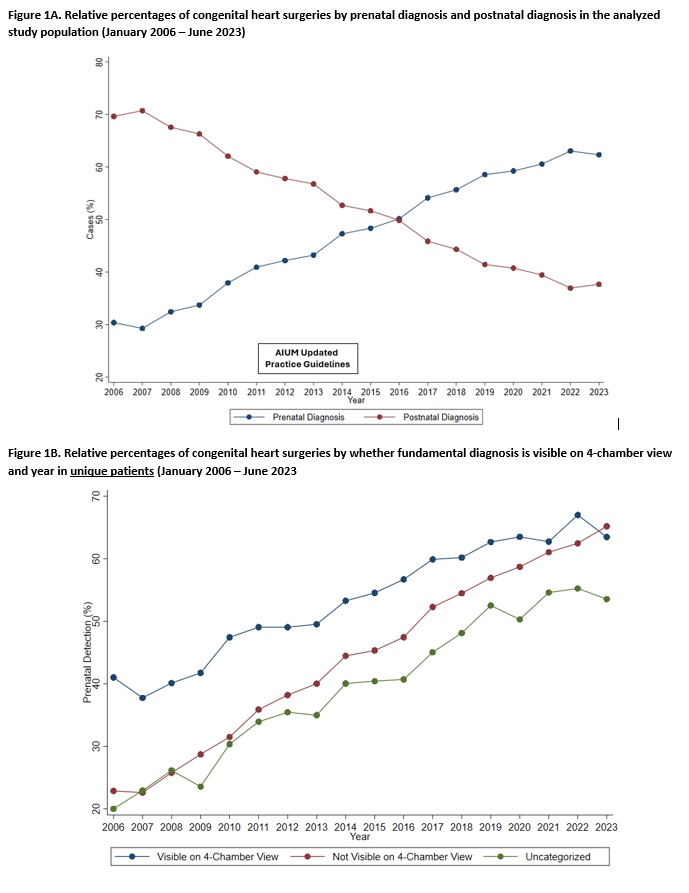 Figure 1A. Relative percentages of congenital heart surgeries by prenatal diagnosis and postnatal diagnosis in the analyzed
study population (January 2006 – June 2023)
80
70
60
50
40
30
20
Cases (%)
AIUM Updated
Practice Guidelines
2006 2007 2008 2009 2010 2011 2012 2013 2014 2015 2016 2017 2018 2019 2020 2021 2022 2023
Year
Prenatal Diagnosis Postnatal Diagnosis
Figure 1B. Relative percentages of congenital heart surgeries by whether fundamental diagnosis is visible on 4-chamber view
and year in unique patients (January 2006 – June 2023
70
60
50
40
30
20
Prenatal Detection (%)
2006 2007 2008 2009 2010 2011 2012 2013 2014 2015 2016 2017 2018 2019 2020 2021 2022 2023
Year
Visible on 4-Chamber View Not Visible on 4-Chamber View Uncategorized